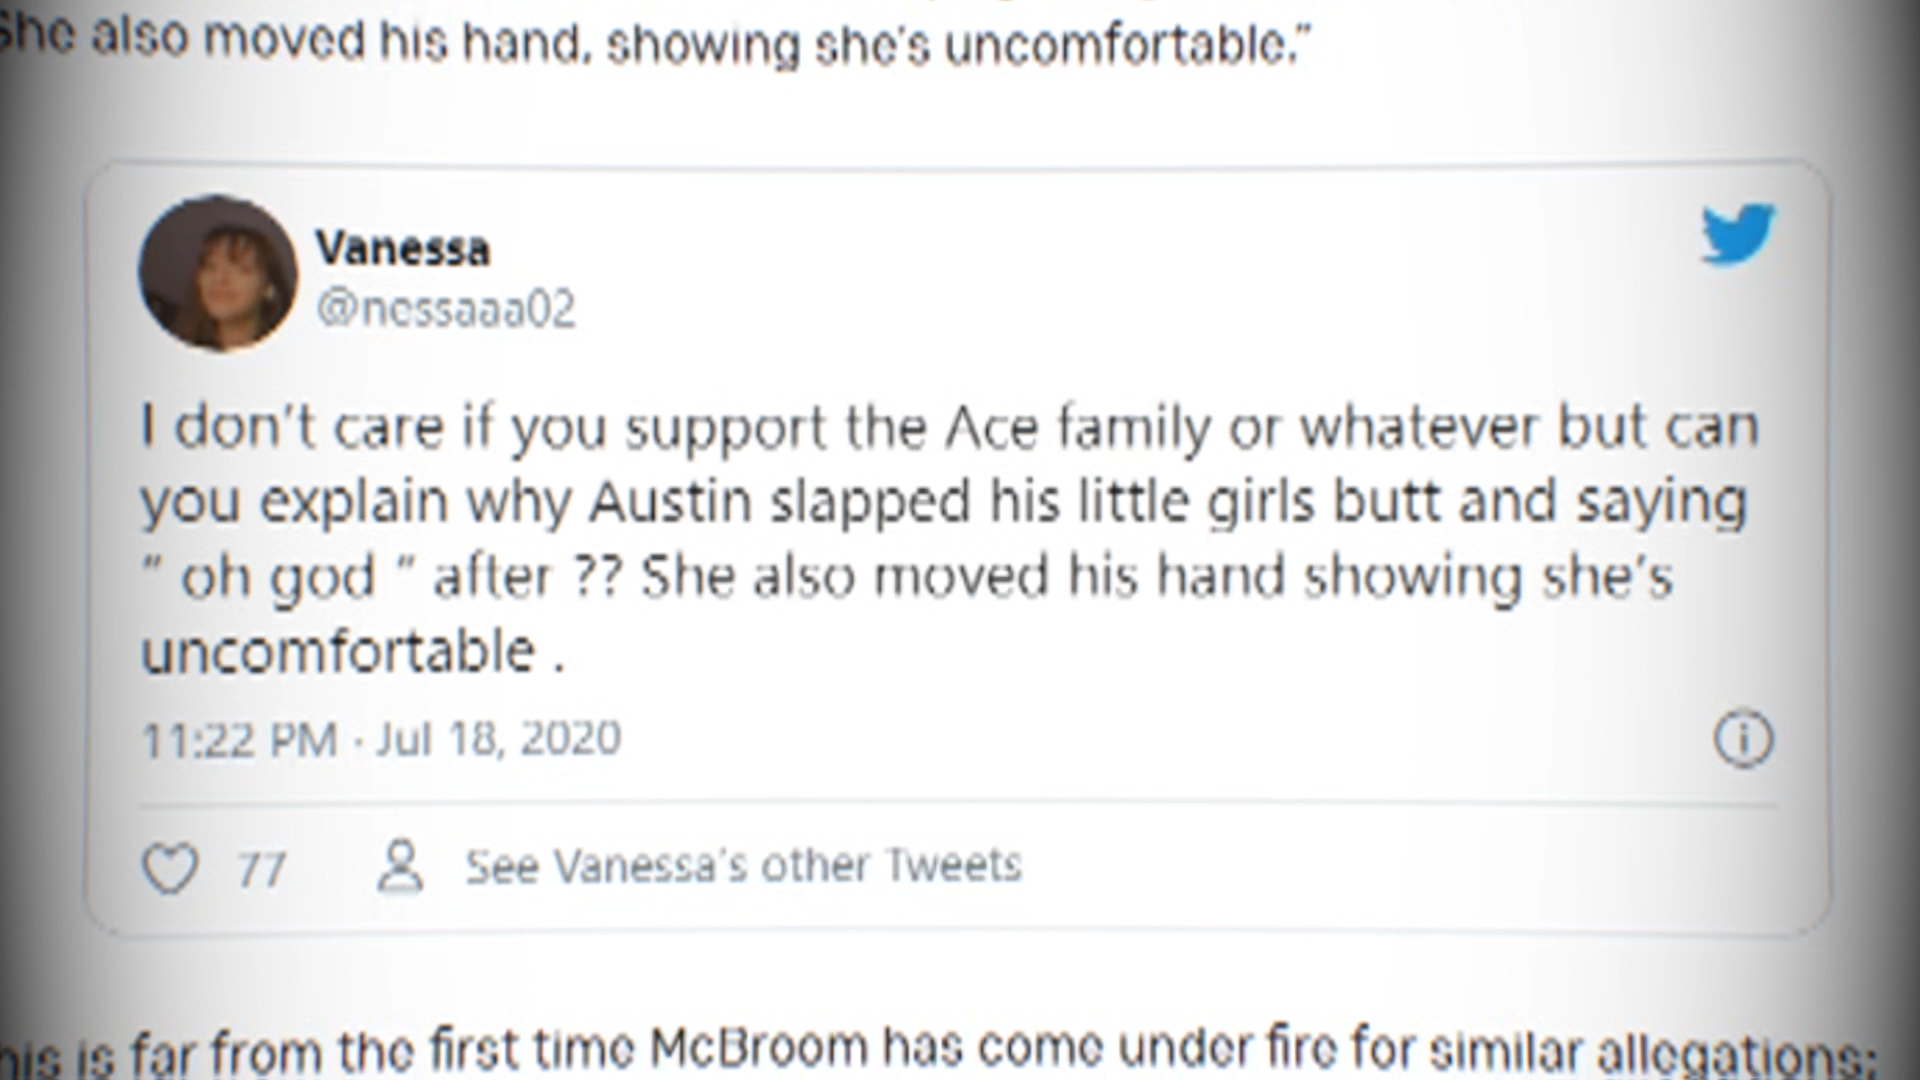 She also moved his hand, showing she's uncomfortable."
Vanessa
@nessaaa02
I don't care if you support the Ace family or whatever but can
you explain why Austin slapped his little girls butt and saying
" oh god " after ?? She also moved his hand showing she's
uncomfortable .
11:22 PM · Jul 18, 2020
77 See Vanessa's other Tweets
his is far from the first time McBroom has come under fire for similar allegations;